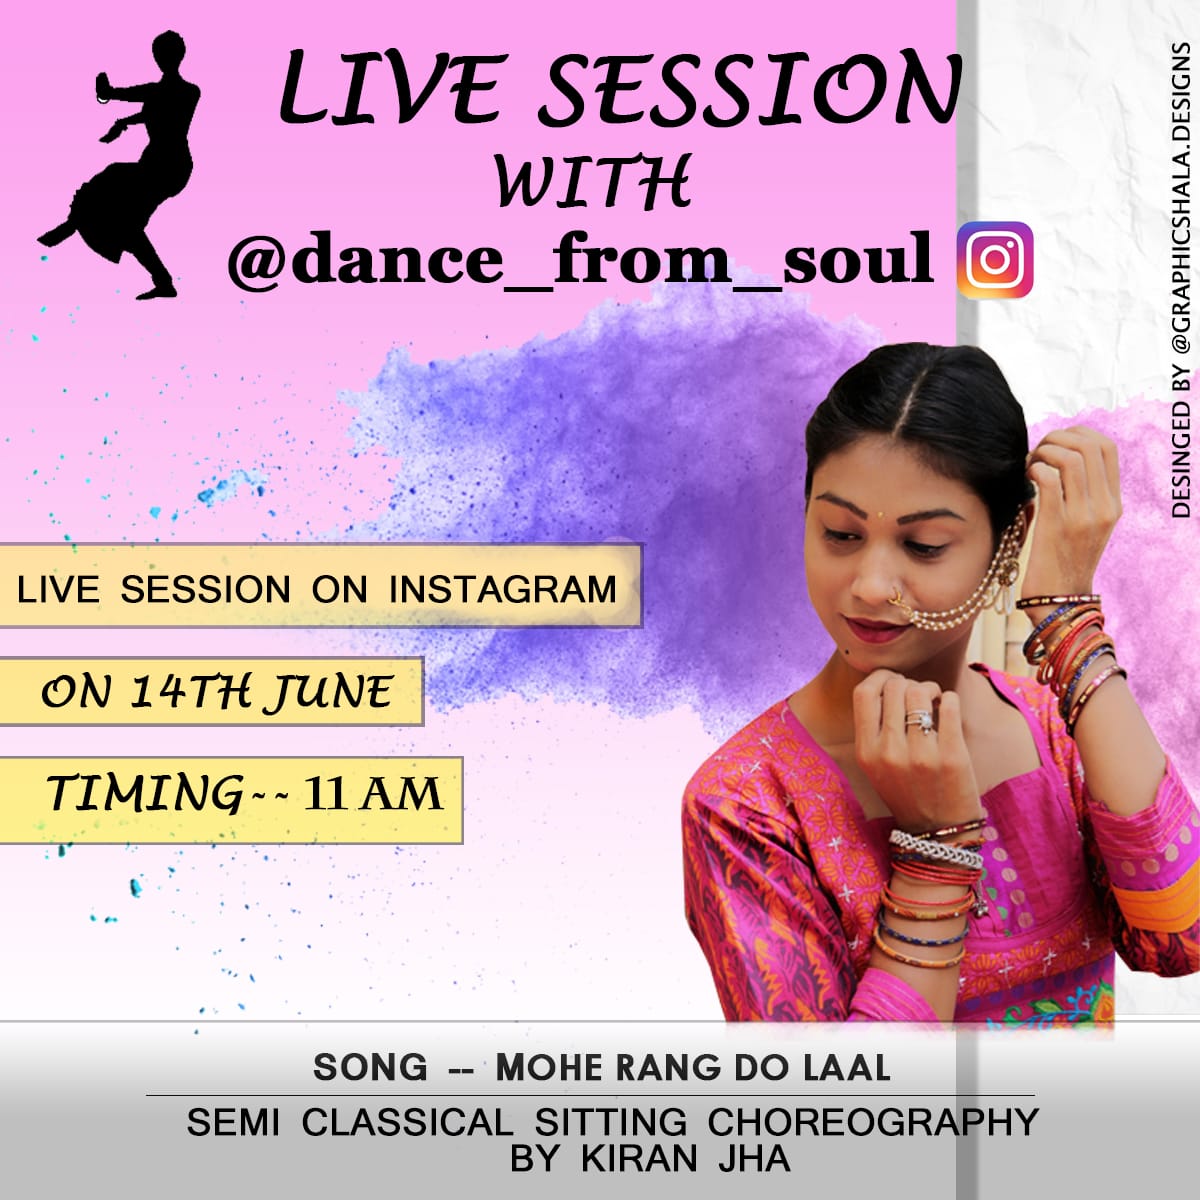 LIVE SESSION
WITH
@dance_from_soul
DESINGED BY @GRAPHICSHALA.DESIGNS
LIVE SESSION ON INSTAGRAM
ON 14TH JUNE
TIMING-- 11 AM
SONG -- MOHE RANG DO LAAL
SEMI CLASSICAL SITTING CHOREOGRAPHY
BY KIRAN JHA